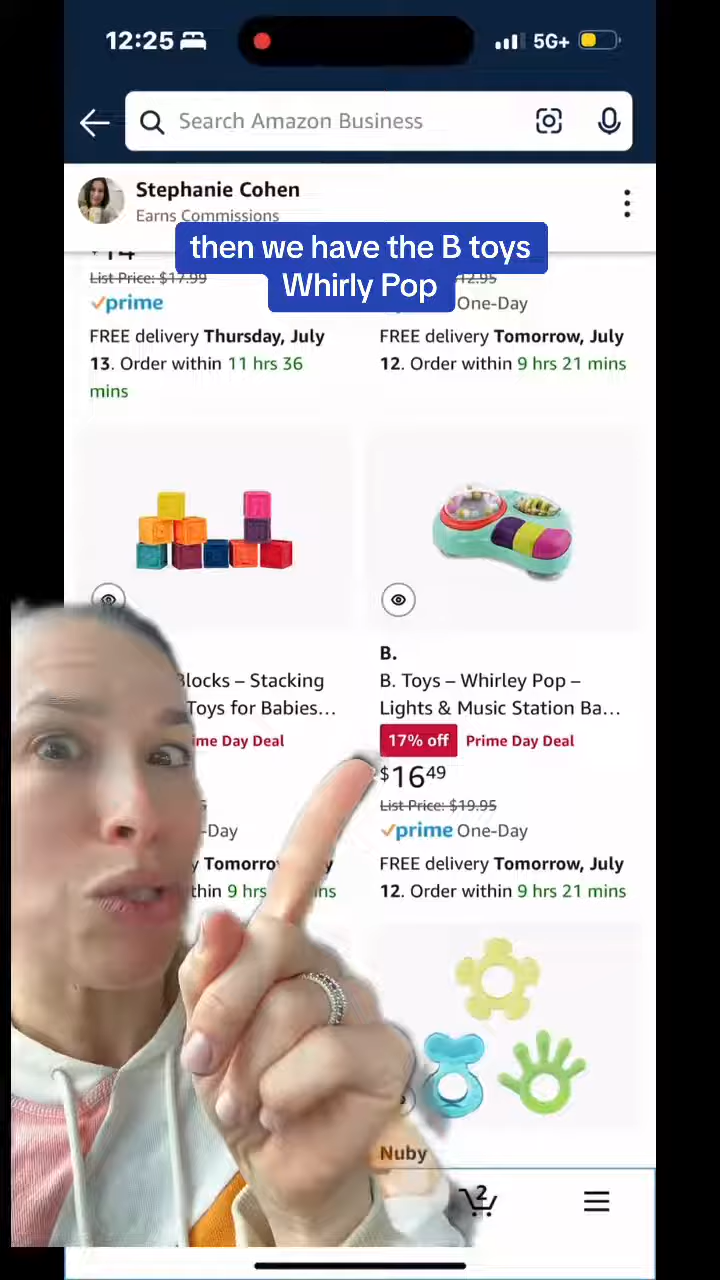 12:25
5G+
Search Amazon Business
Stephanie Cohen
Earns Commissions
then we have the B toys
Whirly Pop
List Price: $17.99
12.95
prime
One-Day
FREE delivery Thursday, July
13. Order within 11 hrs 36
mins
FREE delivery Tomorrow, July
12. Order within 9 hrs 21 mins
Blocks – Stacking
Toys for Babies...
ime Day Deal
-Day
Tomorro
thin 9 hrs
ns
B.
B. Toys – Whirley Pop –
Lights & Music Station Ba...
17% off Prime Day Deal
$16 49
List Price: $19.95
prime One-Day
FREE delivery Tomorrow, July
12. Order within 9 hrs 21 mins
Nuby
2